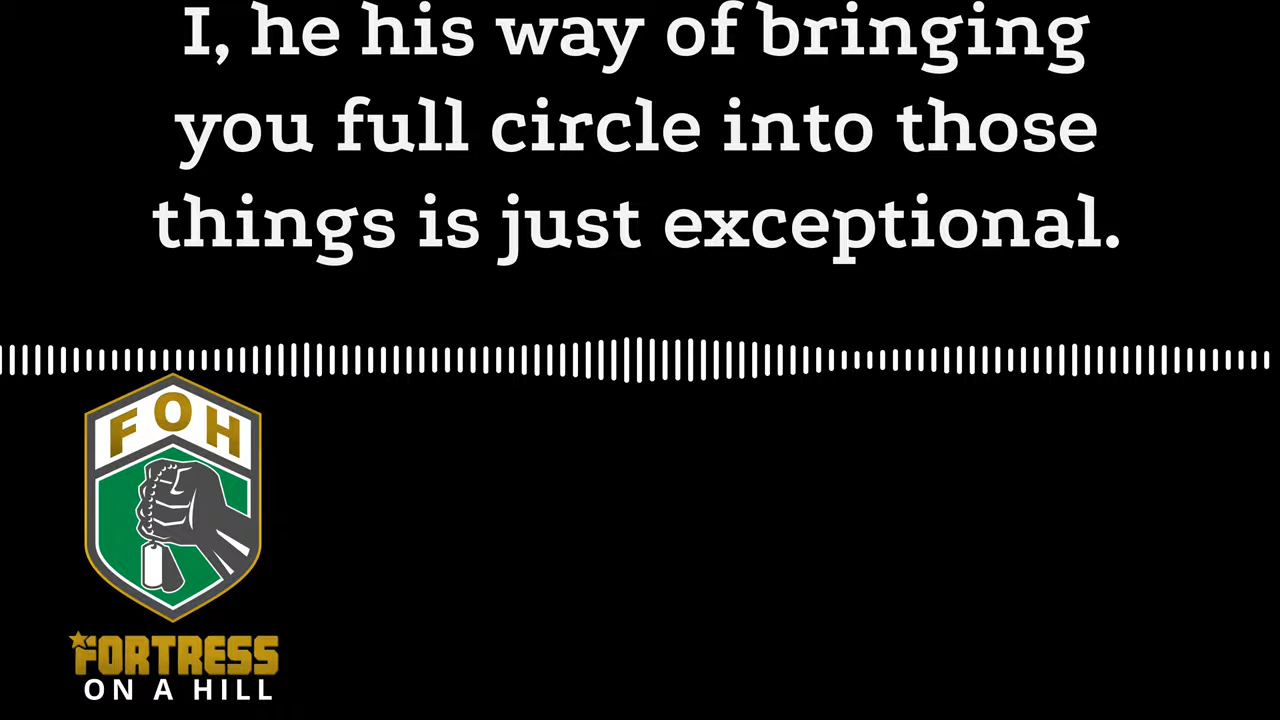 I, he his way of bringing
you full circle into those
things is just exceptional.
FOH
FORTRESS
ON A HILL